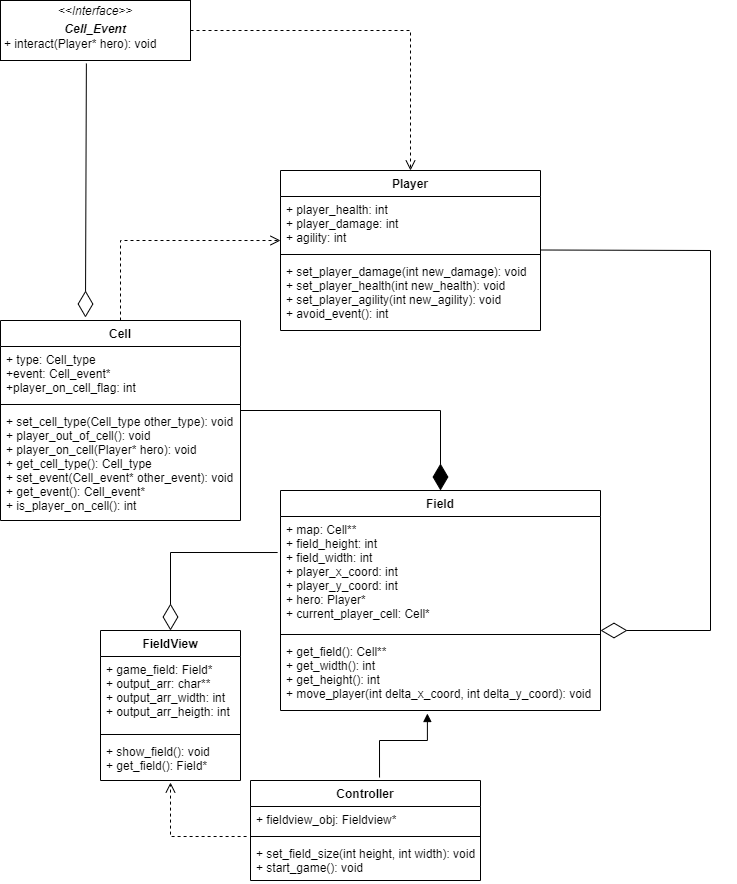 <<Interface>>
Cell_Event
+ interact(Player* hero): void
Player
+ player_health: int
+ player_damage: int
+ agility: int
+ set_player_damage(int new_damage): void
+ set_player_health(int new_health): void
+ set_player_agility(int new_agility): void
+ avoid_event(): int
Cell
+ type: Cell_type
+event: Cell_event*
+player_on_cell_flag: int
+ set_cell_type(Cell_type other_type): void
+ player_out_of_cell(): void
+ player_on_cell(Player* hero): void
+ get_cell_type(): Cell_type
+ set_event(Cell_event* other_event): void
+ get_event(): Cell_event*
+ is_player_on_cell(): int
Field
+ map: Cell**
+ field_height: int
+ field_width: int
+ player_x_coord: int
+ player_y_coord: int
+ hero: Player*
+ current_player_cell: Cell*
+ get_field(): Cell**
+ get_width(): int
+ get_height(): int
+ move_player(int delta_x_coord, int delta_y_coord): void
FieldView
+ game_field: Field*
+ output_arr: char**
+ output_arr_width: int
+ output_arr_heigth: int
+ show_field(): void
+ get_field(): Field*
Controller
+ fieldview_obj: Fieldview*
+ set_field_size(int height, int width): void
+ start_game(): void